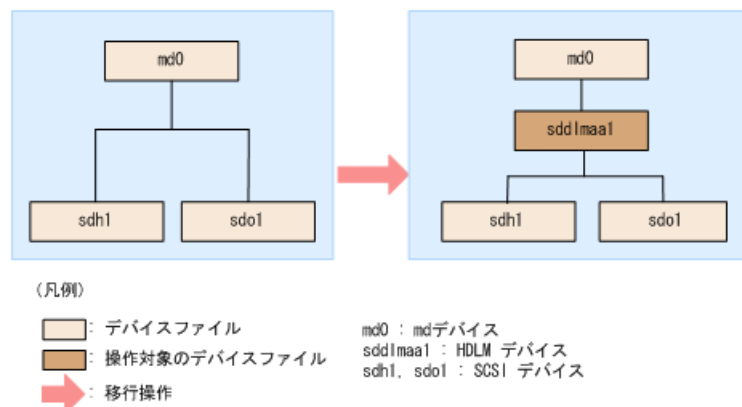 md0
md0
sddlmaa1
sdh1
sdo1
sdh1
sdo1
（凡例）
： デバイスファイル
： 操作対象のデバイスファイル
： 移行操作
md0 : mdデバイス
sddlmaa1 : HDLM デバイス
sdh1, sdo1 : SCSI デバイス